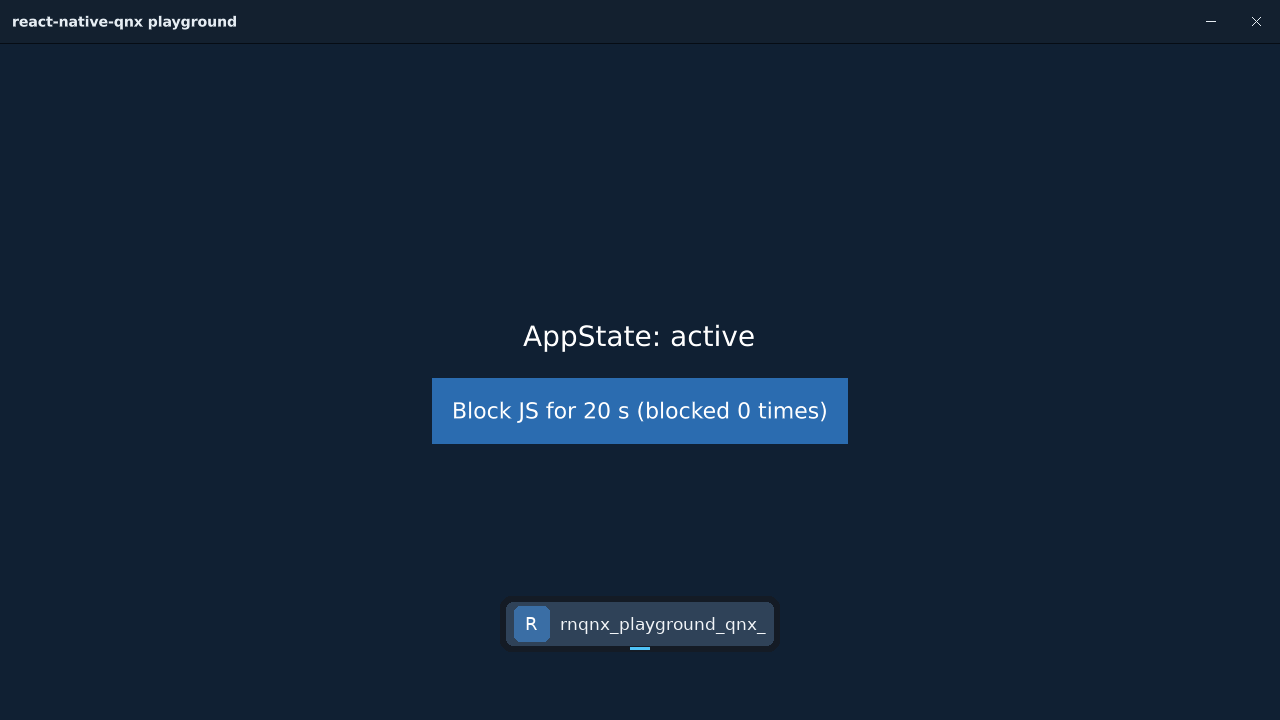 react-native-qnx playground
AppState: active
Block JS for 20 s (blocked 0 times)
R rnqnx_playground_qnx_